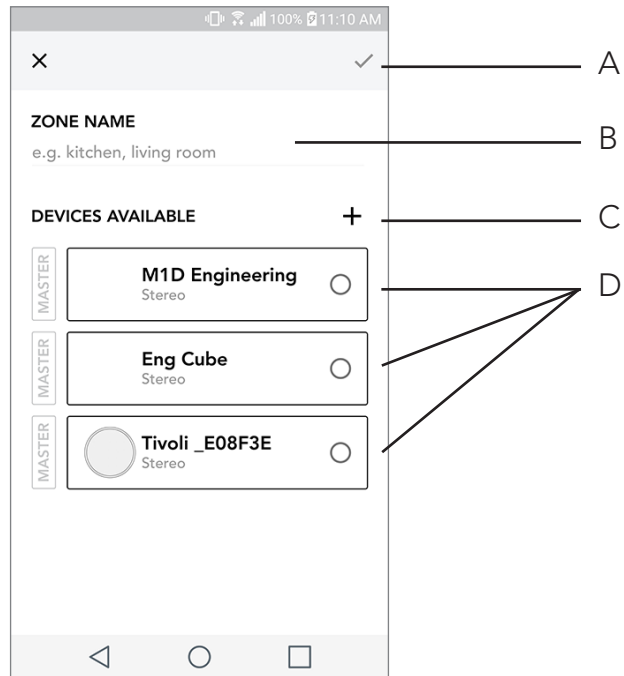 100% 11:10 AM
A
ZONE NAME
e.g. kitchen, living room
B
DEVICES AVAILABLE
C
MASTER
M1D Engineering
Stereo
D
MASTER
Eng Cube
Stereo
MASTER
Tivoli _E08F3E
Stereo